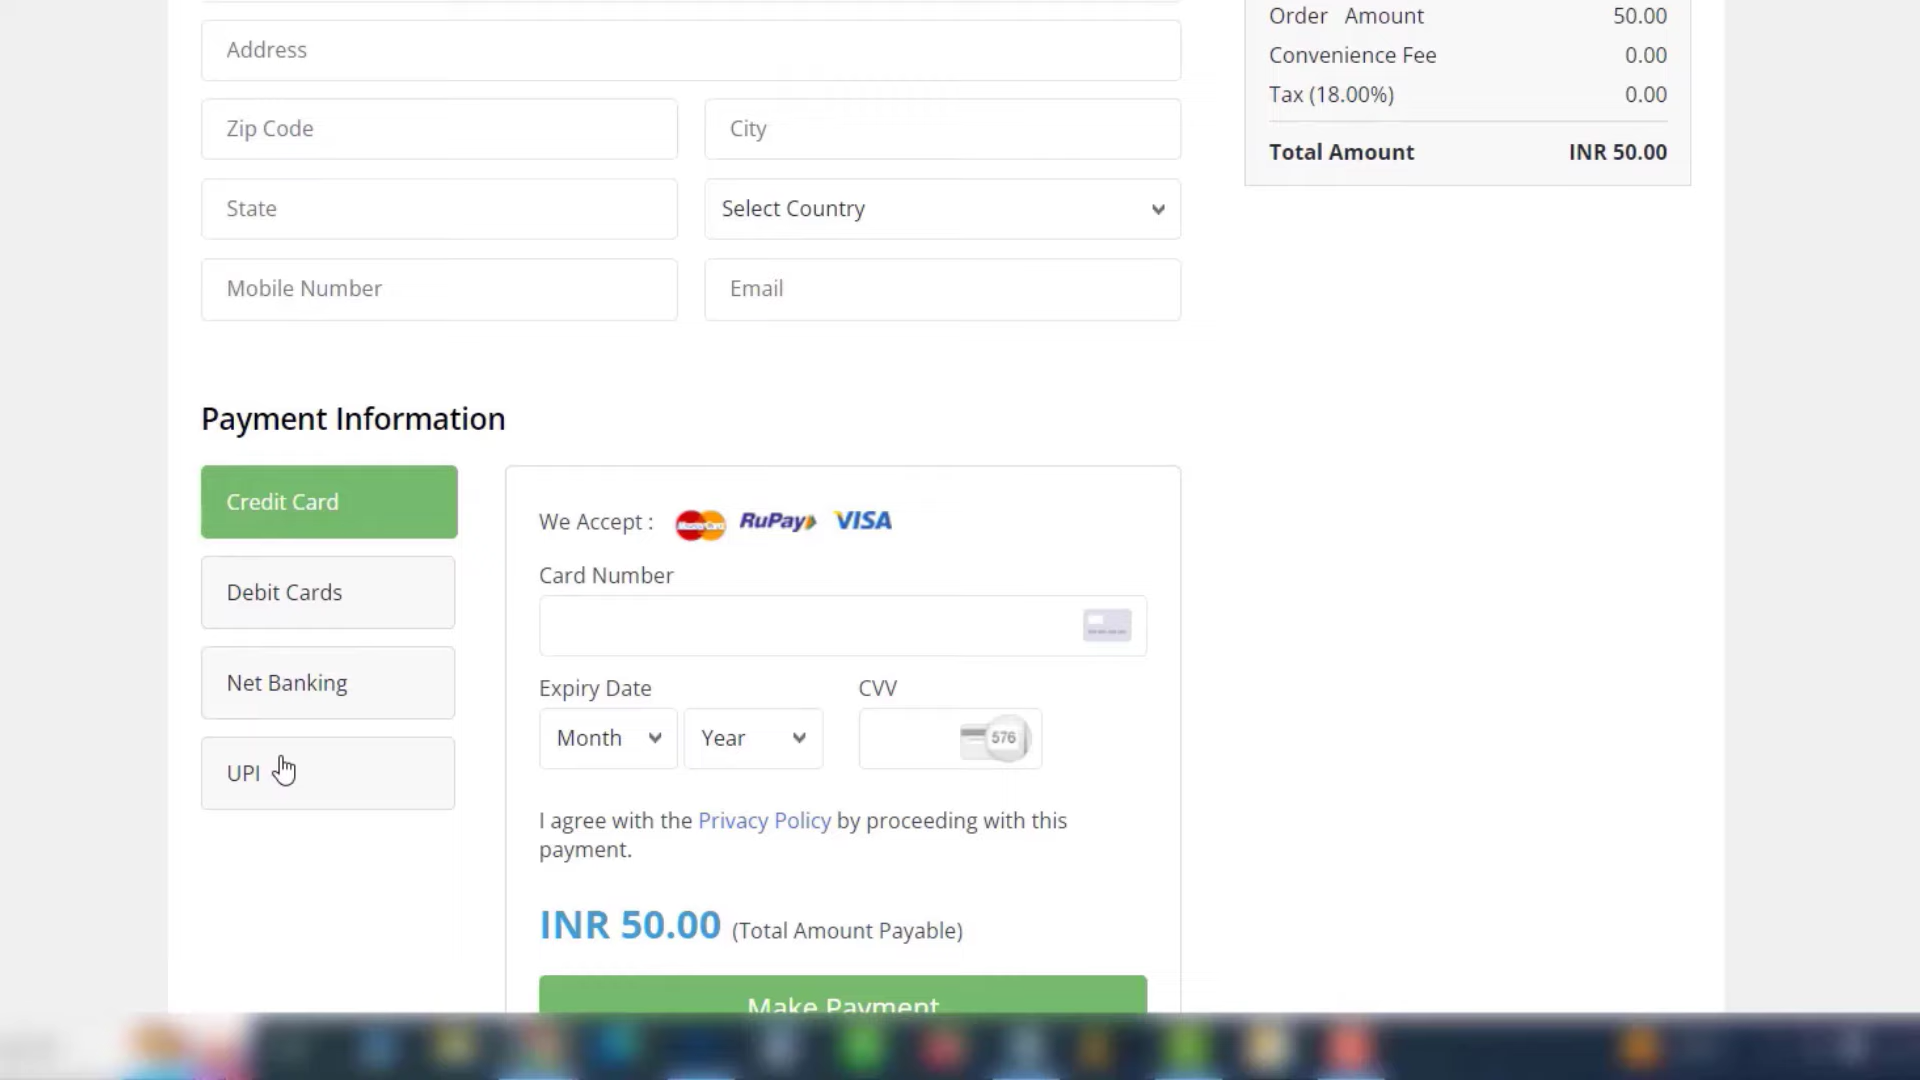 Address
Zip Code
City
State
Select Country
Mobile Number
Email
Order Amount 50.00
Convenience Fee 0.00
Tax (18.00%) 0.00
Total Amount INR 50.00
Payment Information
Credit Card
Debit Cards
Net Banking
UPI
We Accept : MasterCard RuPay VISA
Card Number
Expiry Date
CVV
Month
Year
576
I agree with the Privacy Policy by proceeding with this
payment.
INR 50.00 (Total Amount Payable)
Make Payment